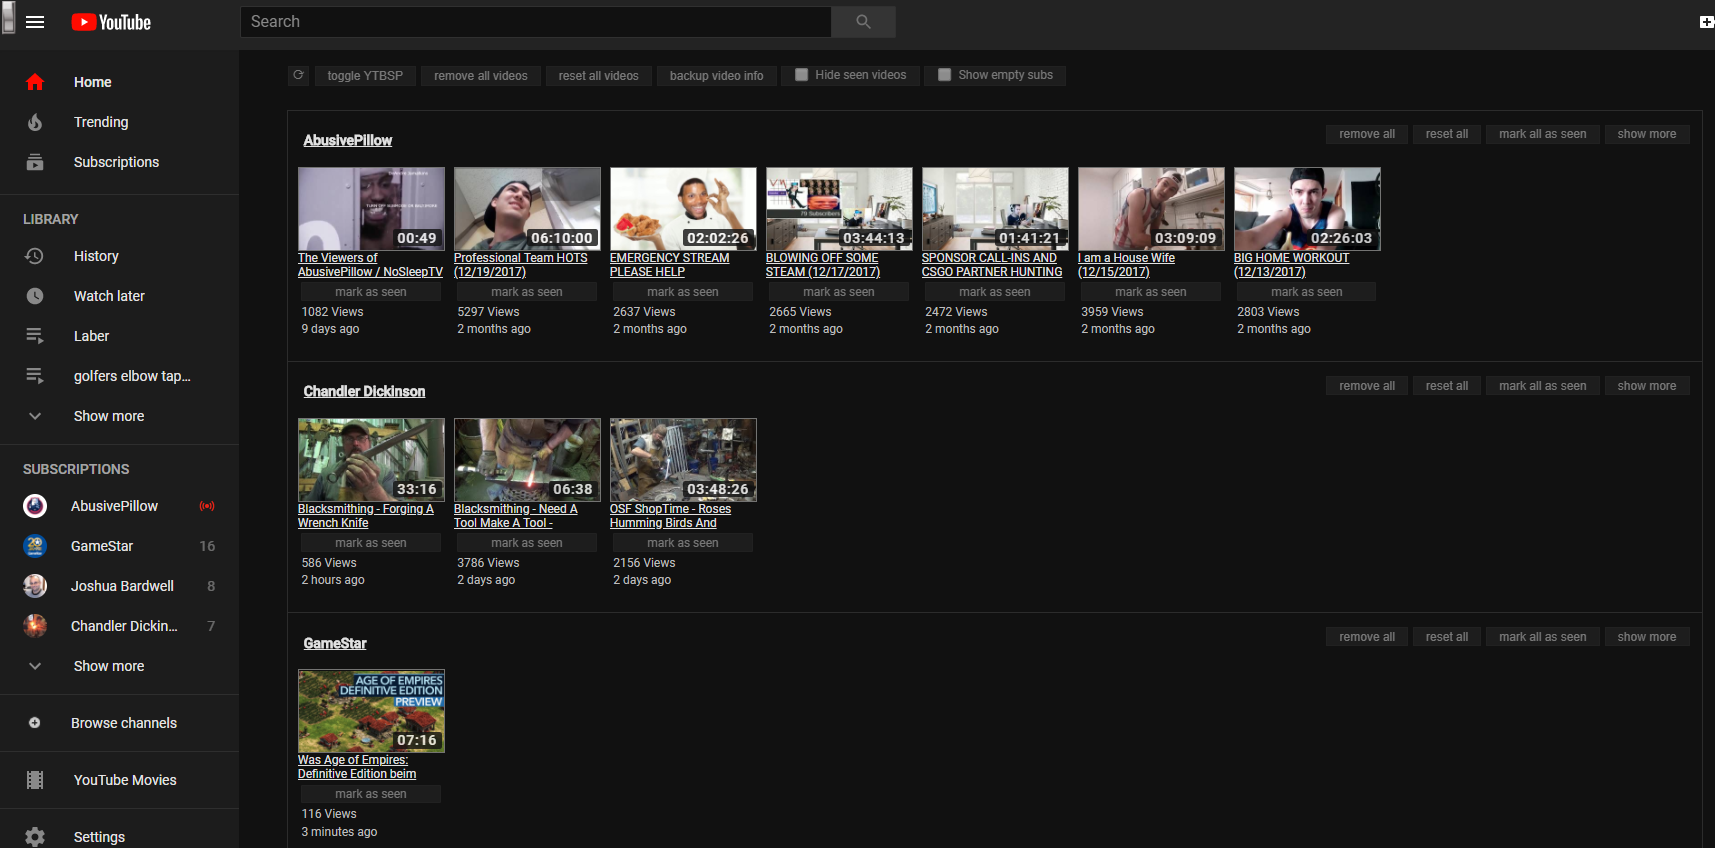 YouTube
Search
Home
Trending
Subscriptions
LIBRARY
History
Watch later
Laber
golfers elbow tap...
Show more
SUBSCRIPTIONS
AbusivePillow
GameStar 16
Joshua Bardwell 8
Chandler Dickin... 7
Show more
Browse channels
YouTube Movies
Settings
toggle YTBSP remove all videos reset all videos backup video info Hide seen videos Show empty subs
AbusivePillow
remove all reset all mark all as seen show more
00:49 06:10:00 02:02:26 79 Subscribers 03:44:13 01:41:21 03:09:09 02:26:03
The Viewers of
AbusivePillow / NoSleepTV
mark as seen
1082 Views
9 days ago
Professional Team HOTS
(12/19/2017)
mark as seen
5297 Views
2 months ago
EMERGENCY STREAM
PLEASE HELP
mark as seen
2637 Views
2 months ago
BLOWING OFF SOME
STEAM (12/17/2017)
mark as seen
2665 Views
2 months ago
SPONSOR CALL-INS AND
CSGO PARTNER HUNTING
mark as seen
2472 Views
2 months ago
I am a House Wife
(12/15/2017)
mark as seen
3959 Views
2 months ago
BIG HOME WORKOUT
(12/13/2017)
mark as seen
2803 Views
2 months ago
Chandler Dickinson
remove all reset all mark all as seen show more
33:16 06:38 03:48:26
Blacksmithing - Forging A
Wrench Knife
mark as seen
586 Views
2 hours ago
Blacksmithing - Need A
Tool Make A Tool -
mark as seen
3786 Views
2 days ago
OSF ShopTime - Roses
Humming Birds And
mark as seen
2156 Views
2 days ago
GameStar
remove all reset all mark all as seen show more
AGE OF EMPIRES
DEFINITIVE EDITION
PREVIEW
07:16
Was Age of Empires:
Definitive Edition beim
mark as seen
116 Views
3 minutes ago